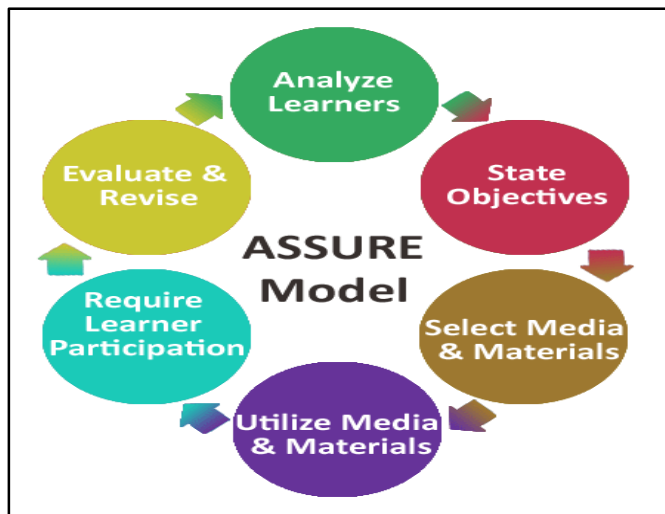 Analyze
Learners
State
Objectives
Select Media
& Materials
Utilize Media
& Materials
Require
Learner
Participation
Evaluate &
Revise
ASSURE
Model